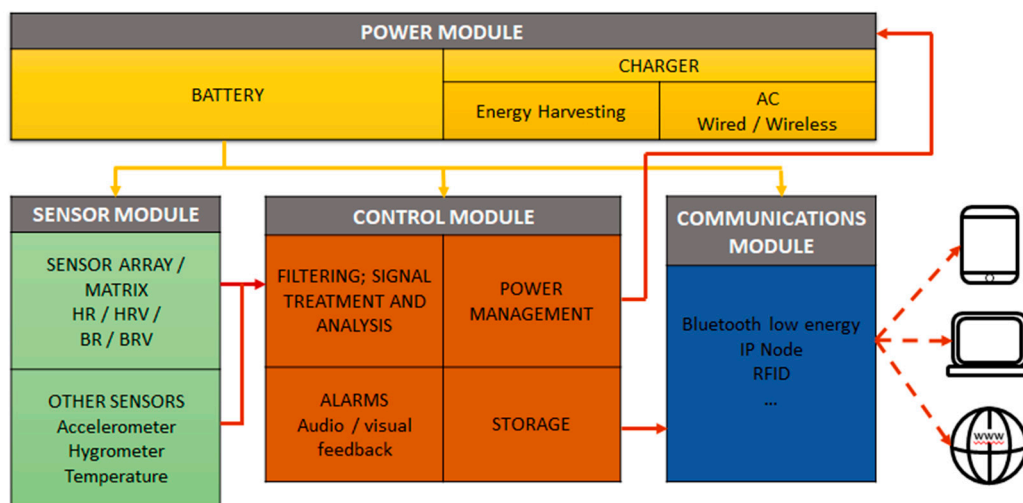 POWER MODULE
BATTERY
CHARGER
Energy Harvesting
AC
Wired / Wireless
SENSOR MODULE
SENSOR ARRAY /
MATRIX
HR / HRV /
BR / BRV
OTHER SENSORS
Accelerometer
Hygrometer
Temperature
CONTROL MODULE
FILTERING; SIGNAL
TREATMENT AND
ANALYSIS
POWER
MANAGEMENT
ALARMS
Audio / visual
feedback
STORAGE
COMMUNICATIONS
MODULE
Bluetooth low energy
IP Node
RFID
...
www